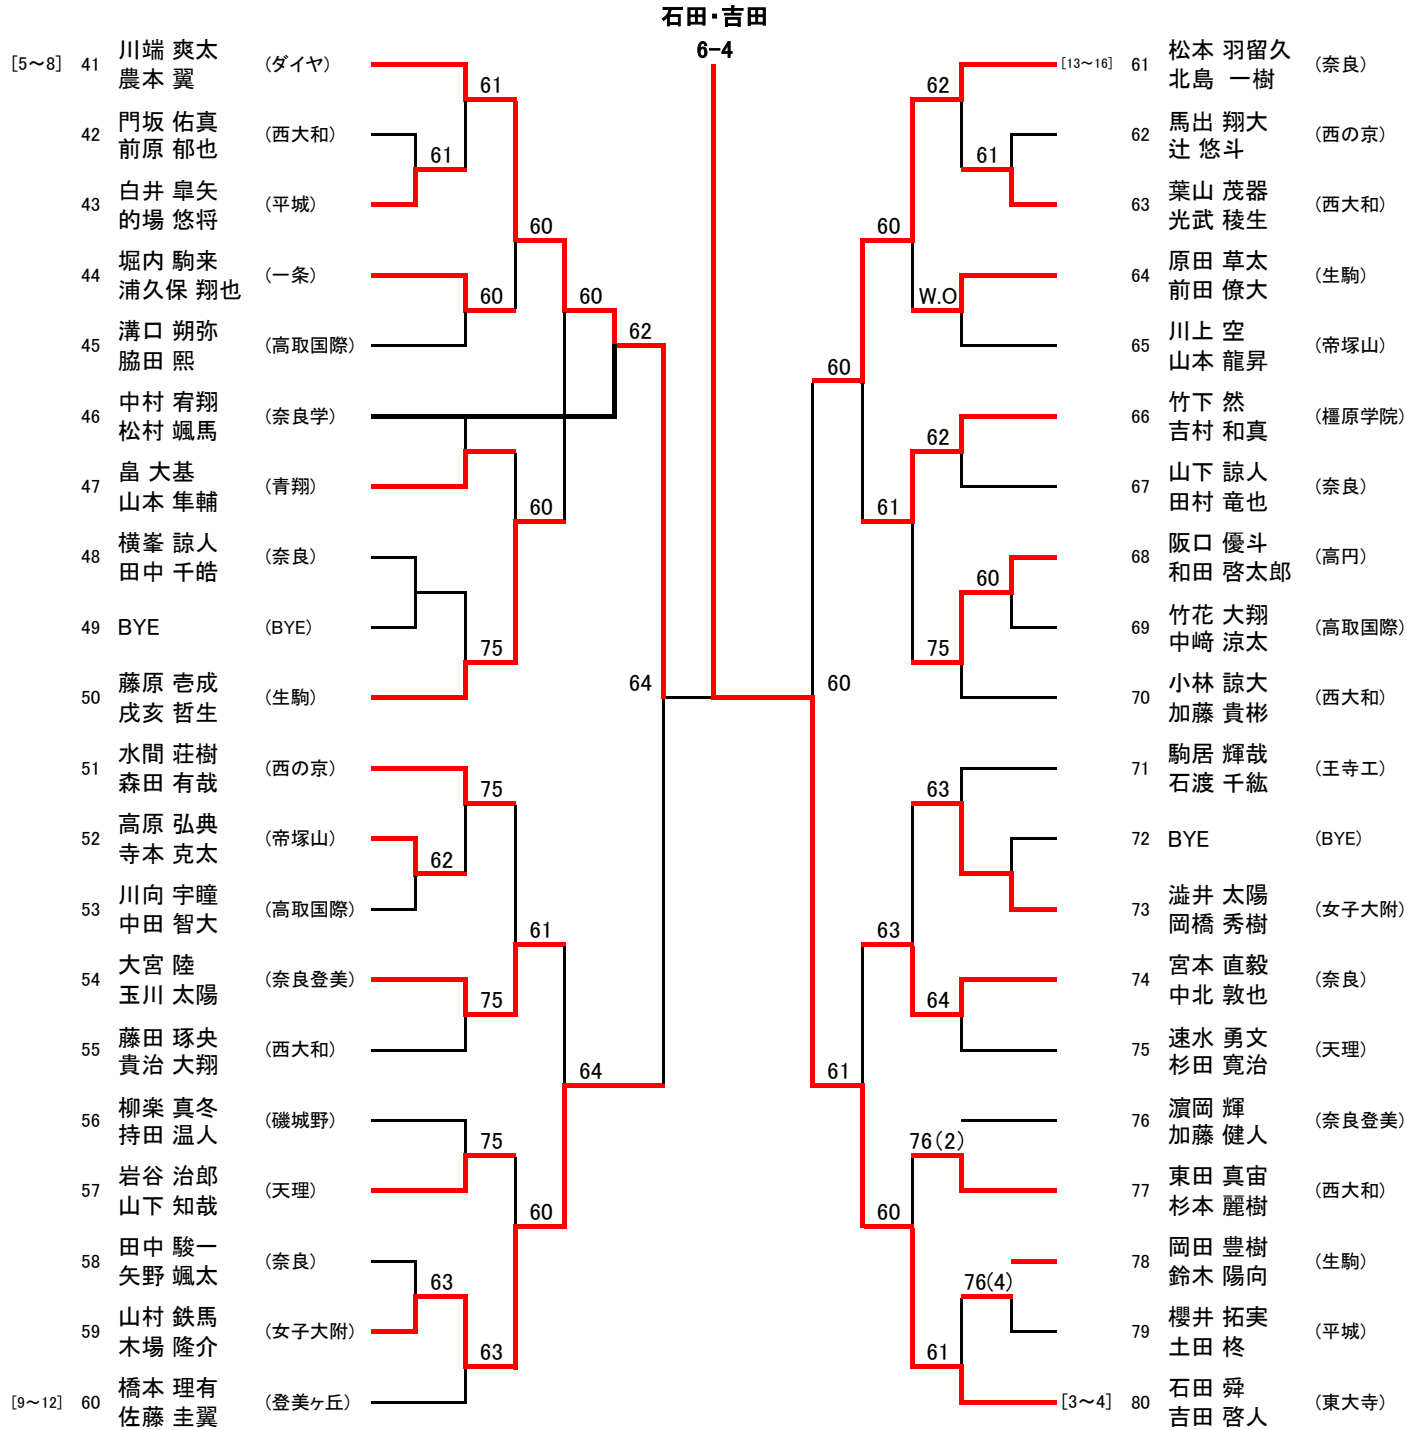 石田・吉田
6-4
[5～8] 41 川端 爽太
農本 翼 (ダイヤ)
61
42 門坂 佑真
前原 郁也 (西大和)
61
43 白井 皐矢
的場 悠将 (平城)
60
44 堀内 駒来
浦久保 翔也 (一条)
60 60
62
45 溝口 朔弥
脇田 熙 (高取国際)
46 中村 宥翔
松村 颯馬 (奈良学)
47 畠 大基
山本 隼輔 (青翔)
60
48 横峯 諒人
田中 千皓 (奈良)
49 BYE (BYE)
75
50 藤原 壱成
戌亥 哲生 (生駒)
64
51 水間 荘樹
森田 有哉 (西の京)
75
52 高原 弘典
寺本 克太 (帝塚山)
62
53 川向 宇瞳
中田 智大 (高取国際)
61
54 大宮 陸
玉川 太陽 (奈良登美)
75
55 藤田 琢央
貴治 大翔 (西大和)
64
56 柳楽 真冬
持田 温人 (磯城野)
75
57 岩谷 治郎
山下 知哉 (天理)
60
58 田中 駿一
矢野 颯太 (奈良)
63
59 山村 鉄馬
木場 隆介 (女子大附)
63
[9～12] 60 橋本 理有
佐藤 圭翼 (登美ヶ丘)
[13～16] 61 松本 羽留久
北島 一樹 (奈良)
62
62 馬出 翔大
辻 悠斗 (西の京)
61
63 葉山 茂器
光武 稜生 (西大和)
60
64 原田 草太
前田 僚大 (生駒)
W.O
65 川上 空
山本 龍昇 (帝塚山)
60
66 竹下 然
吉村 和真 (橿原学院)
62
67 山下 諒人
田村 竜也 (奈良)
61
68 阪口 優斗
和田 啓太郎 (高円)
60
69 竹花 大翔
中﨑 涼太 (高取国際)
75
70 小林 諒大
加藤 貴彬 (西大和)
60
71 駒居 輝哉
石渡 千紘 (王寺工)
63
72 BYE (BYE)
73 澁井 太陽
岡橋 秀樹 (女子大附)
63
74 宮本 直毅
中北 敦也 (奈良)
64
75 速水 勇文
杉田 寛治 (天理)
61
76 濵岡 輝
加藤 健人 (奈良登美)
76(2)
77 東田 真宙
杉本 麗樹 (西大和)
60
78 岡田 豊樹
鈴木 陽向 (生駒)
76(4)
79 櫻井 拓実
土田 柊 (平城)
61
[3～4] 80 石田 舜
吉田 啓人 (東大寺)